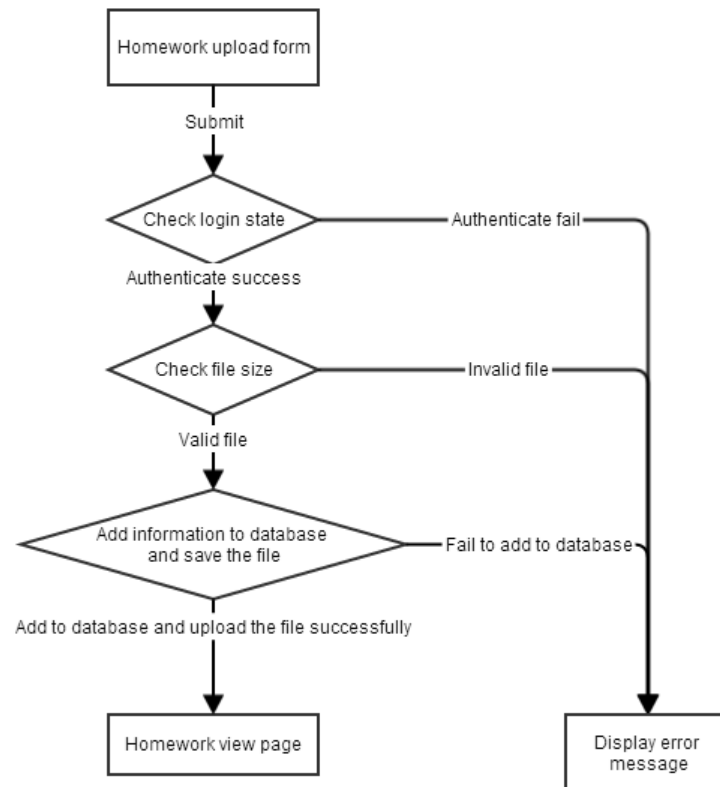 Homework upload form
Submit
Check login state
Authenticate fail
Authenticate success
Check file size
Invalid file
Valid file
Add information to database
and save the file
Fail to add to database
Add to database and upload the file successfully
Homework view page
Display error
message